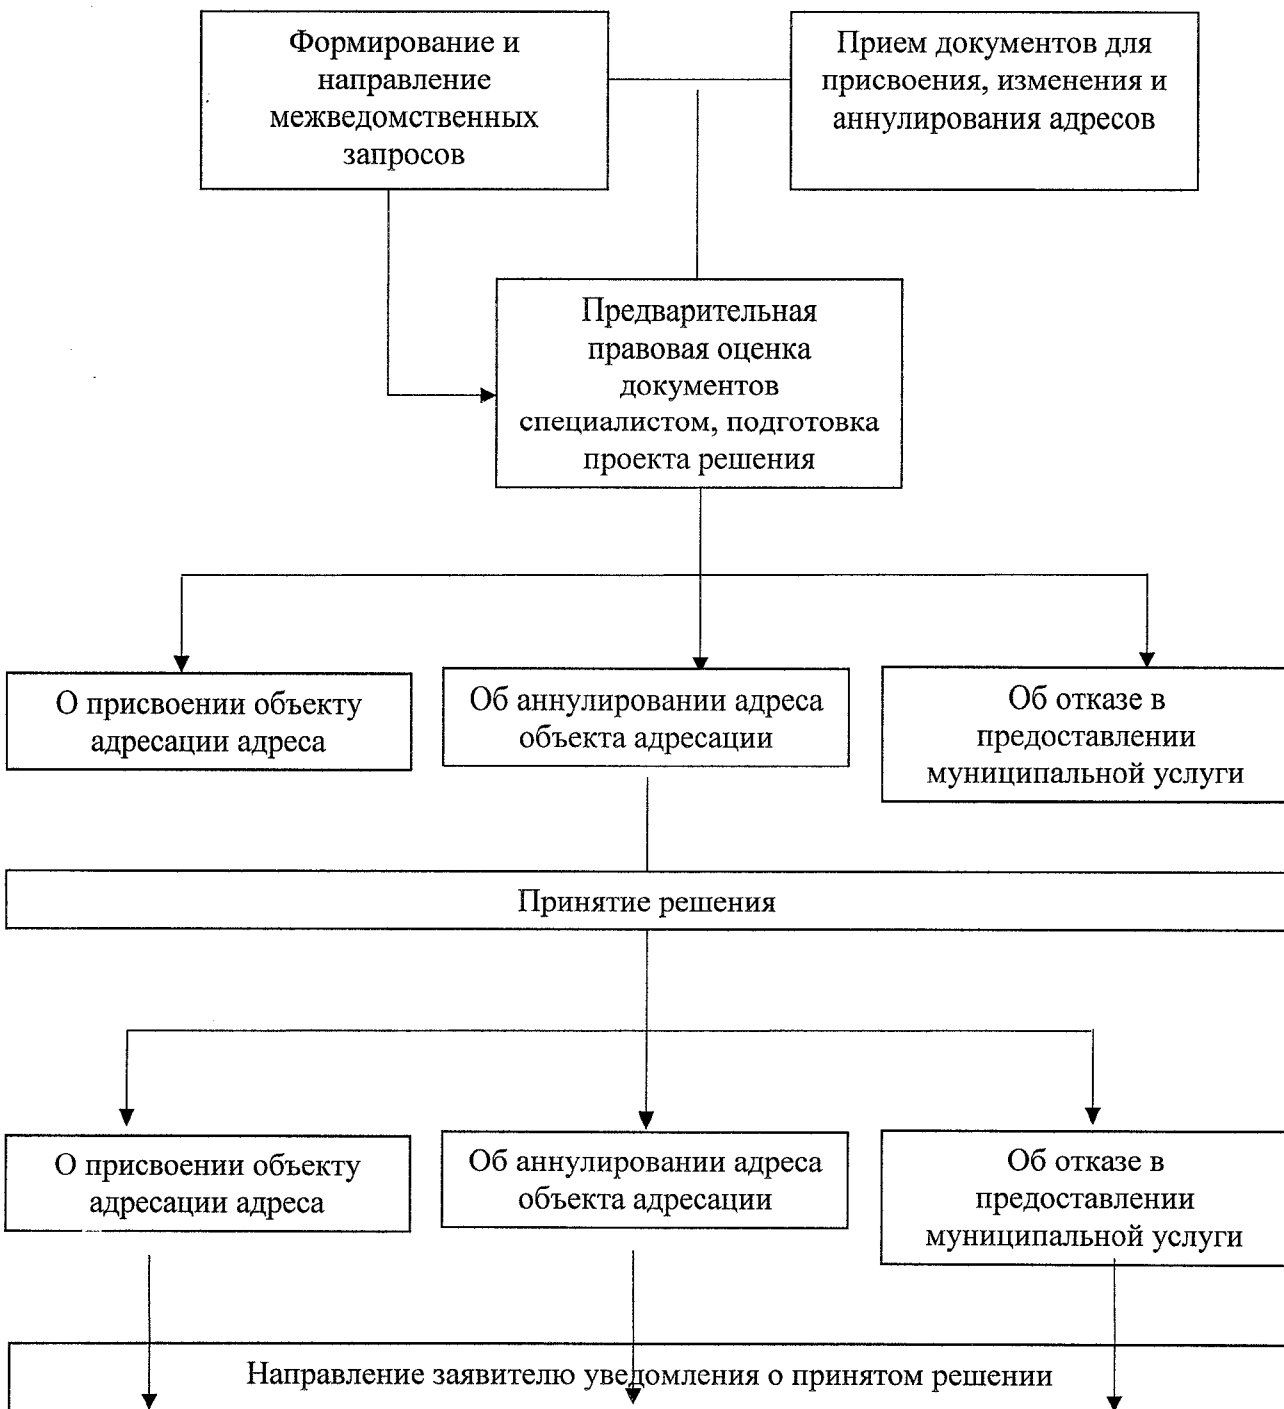 Формирование и
направление
межведомственных
запросов
Прием документов для
присвоения, изменения и
аннулирования адресов
Предварительная
правовая оценка
документов
специалистом, подготовка
проекта решения
О присвоении объекту
адресации адреса
Об аннулировании адреса
объекта адресации
Об отказе в
предоставлении
муниципальной услуги
Принятие решения
О присвоении объекту
адресации адреса
Об аннулировании адреса
объекта адресации
Об отказе в
предоставлении
муниципальной услуги
Направление заявителю уведомления о принятом решении